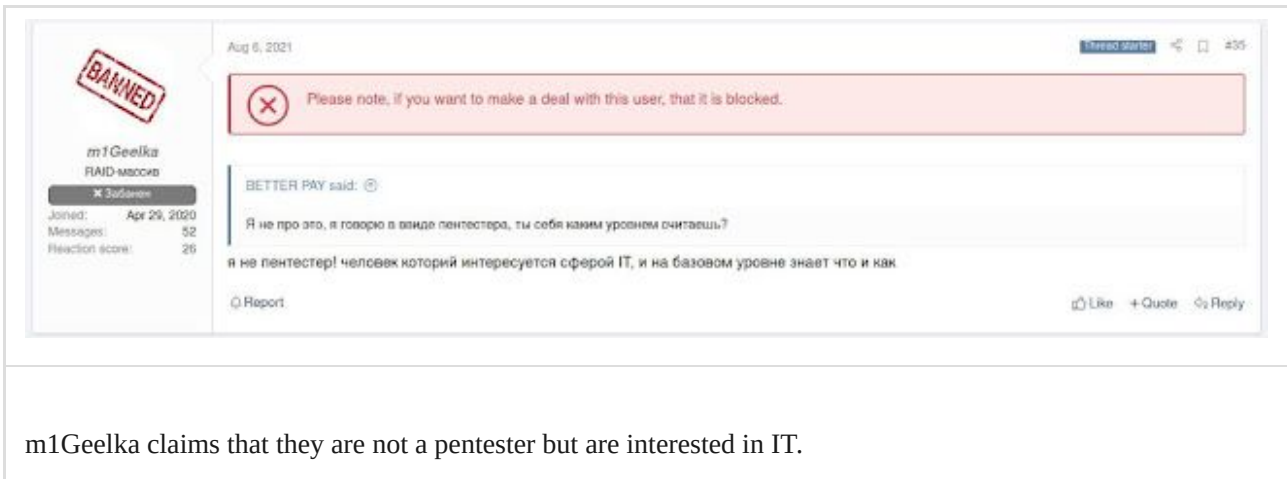 BANNED
m1Geelka
RAID-массив
✕ Забанен
Joined: Apr 29, 2020
Messages: 52
Reaction score: 26
Aug 6, 2021
Thread starter
#35
Please note, if you want to make a deal with this user, that it is blocked.
BETTER PAY said:
Я не про это, я говорю в виде пентестера, ты себя каким уровнем считаешь?
я не пентестер! человек которий интересуется сферой IT, и на базовом уровне знает что и как
Report
Like + Quote Reply
m1Geelka claims that they are not a pentester but are interested in IT.